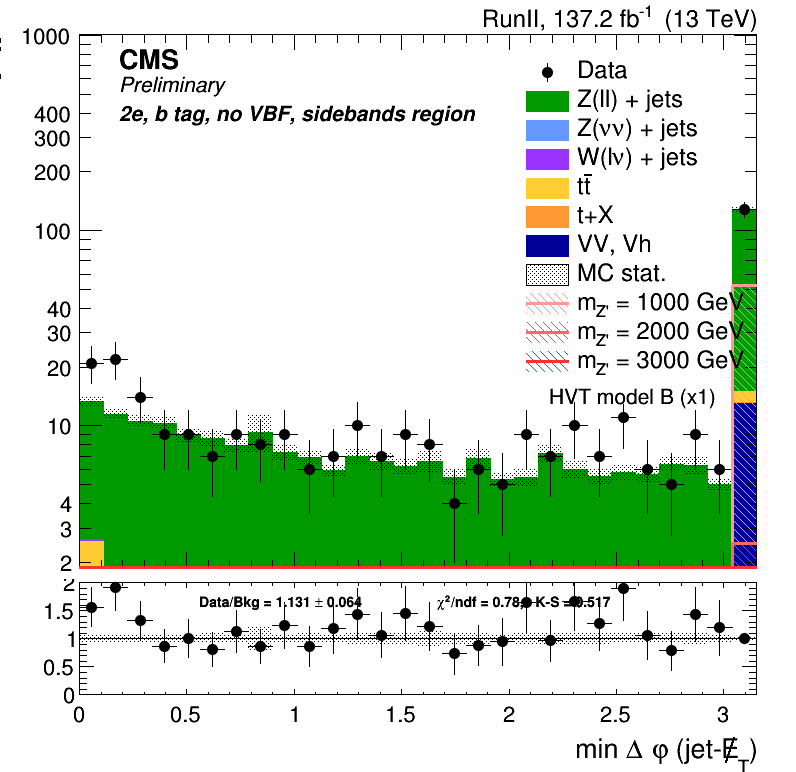 RunII, 137.2 fb⁻¹ (13 TeV)
CMS
Preliminary
2e, b tag, no VBF, sidebands region
Data
Z(ll) + jets
Z(νν) + jets
W(lν) + jets
tt̄
t+X
VV, Vh
MC stat.
m_Z' = 1000 GeV
m_Z' = 2000 GeV
m_Z' = 3000 GeV
HVT model B (x1)
1000
400
300
200
100
40
30
20
10
4
3
2
Data/Bkg = 1.131 ± 0.064 χ²/ndf = 0.78, K-S = 0.517
2
1.5
1
0.5
0
0 0.5 1 1.5 2 2.5 3
min Δ φ (jet-E̸_T)